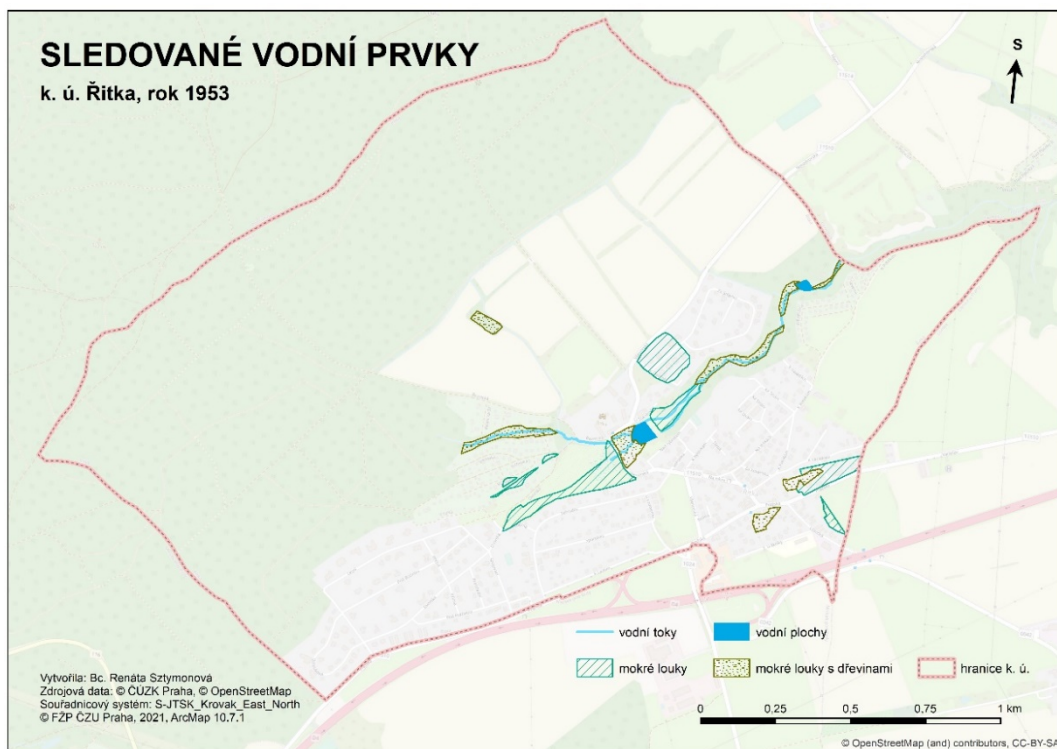 SLEDOVANÉ VODNÍ PRVKY
k. ú. Řitka, rok 1953
S
vodní toky
vodní plochy
mokré louky
mokré louky s dřevinami
hranice k. ú.
Vytvořila: Bc. Renáta Sztymonová
Zdrojová data: © ČÚZK Praha, © OpenStreetMap
Souřadnicový systém: S-JTSK_Krovak_East_North
© FŽP ČZU Praha, 2021, ArcMap 10.7.1
0 0,25 0,5 0,75 1 km
© OpenStreetMap (and) contributors, CC-BY-SA